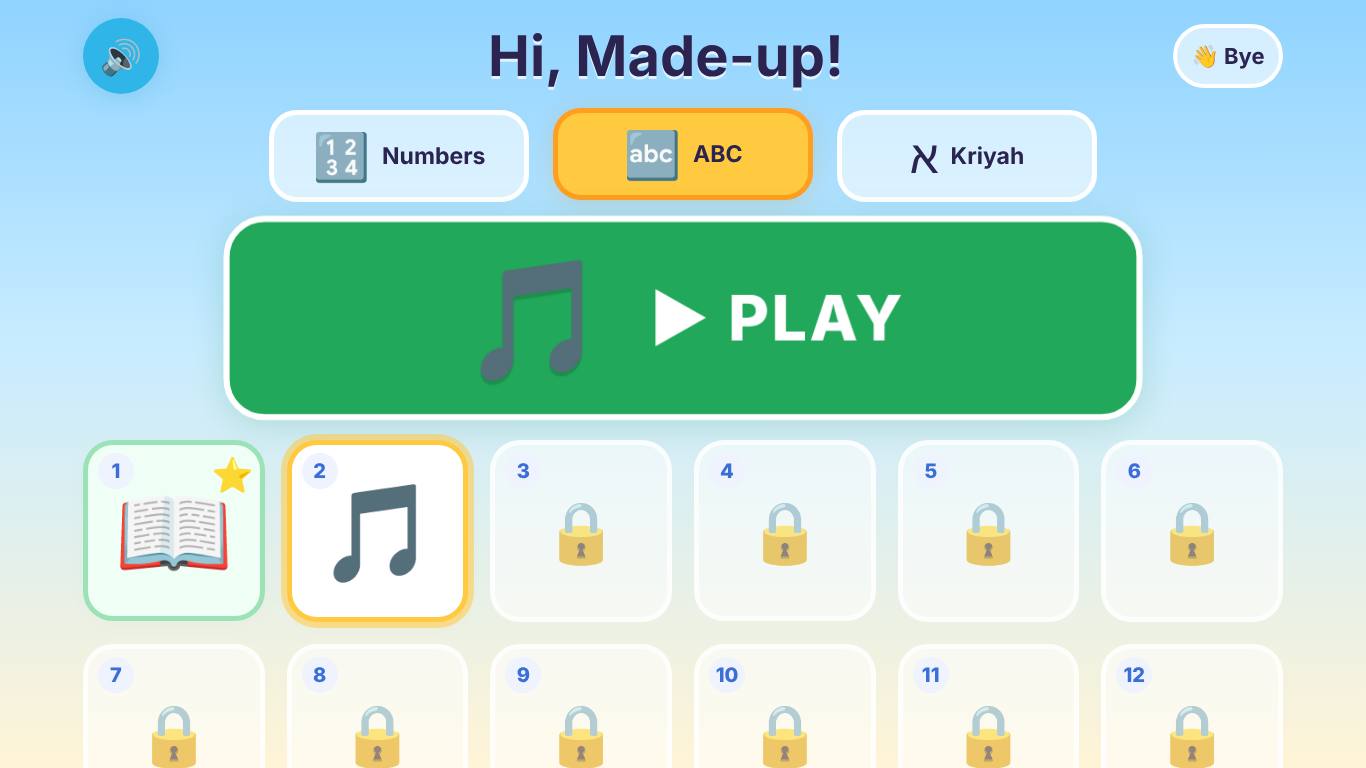 Hi, Made-up!
👋 Bye
🔢 Numbers
🔤 ABC
א Kriyah
▶ PLAY
1
2
3
4
5
6
7
8
9
10
11
12